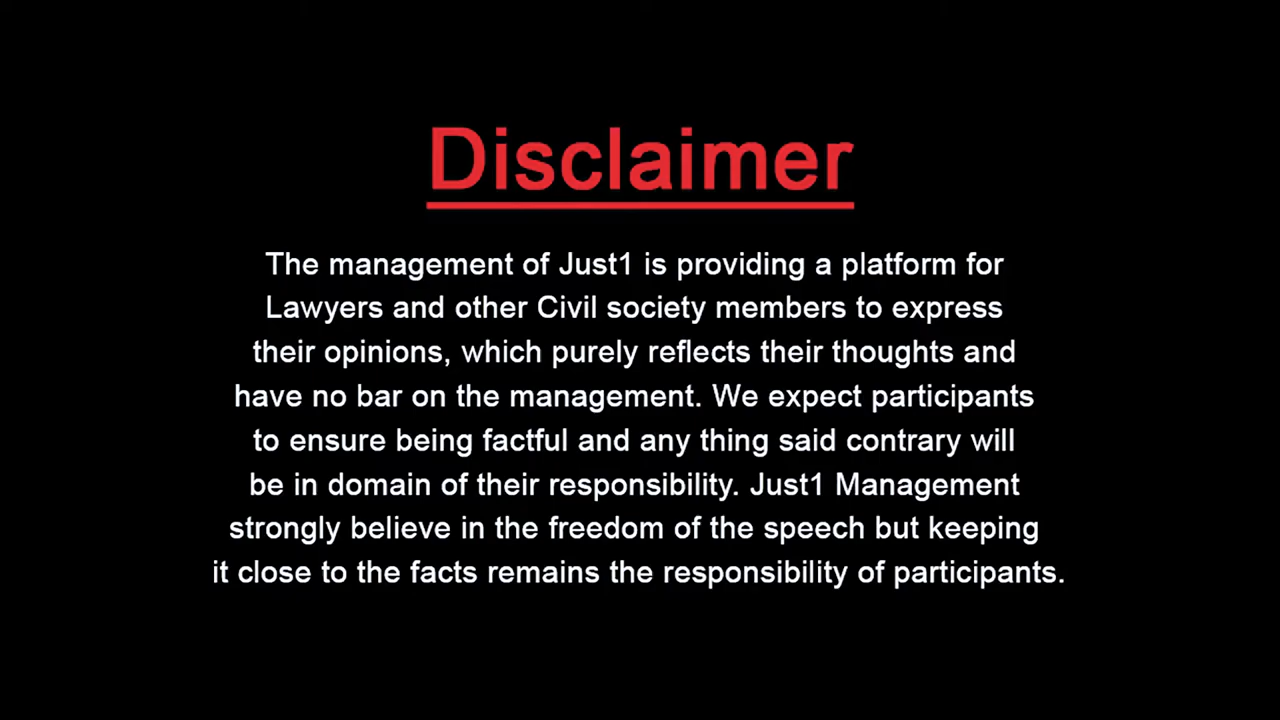 Disclaimer
The management of Just1 is providing a platform for
Lawyers and other Civil society members to express
their opinions, which purely reflects their thoughts and
have no bar on the management. We expect participants
to ensure being factful and any thing said contrary will
be in domain of their responsibility. Just1 Management
strongly believe in the freedom of the speech but keeping
it close to the facts remains the responsibility of participants.